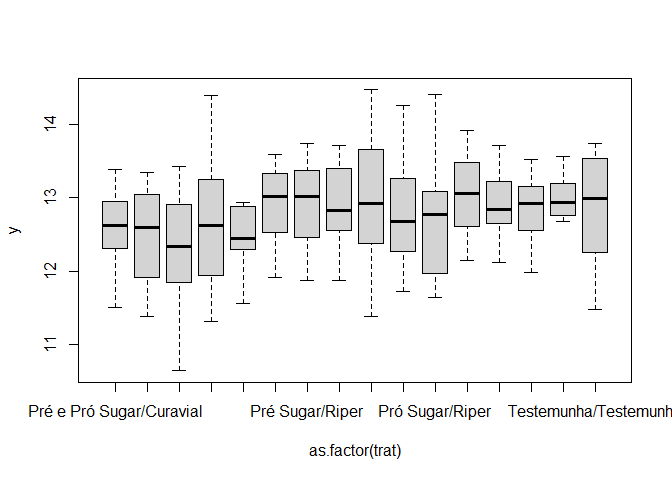 14
13
12
11
y
Pré e Pró Sugar/Curavial Pré Sugar/Riper Pró Sugar/Riper Testemunha/Testemunh
as.factor(trat)